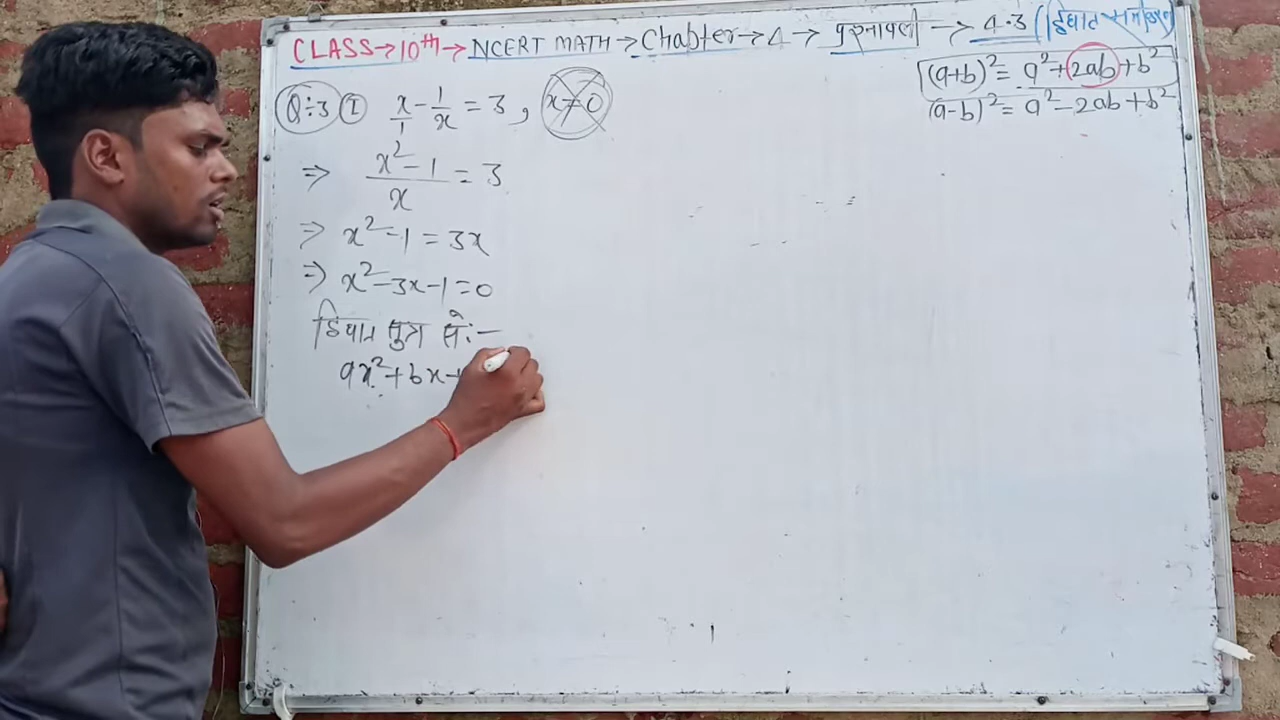 CLASS→10th→NCERT MATH→Chapter→4→ प्रश्नावली→ 4.3 (द्विघात समीकरण)
(a+b)² = a²+2ab+b²
(a-b)² = a²-2ab+b²
Q÷3 (I) x/1 - 1/x = 3, x≠0
⇒ (x²-1)/x = 3
⇒ x²-1 = 3x
⇒ x²-3x-1=0
सूत्र से:-
ax²+bx+